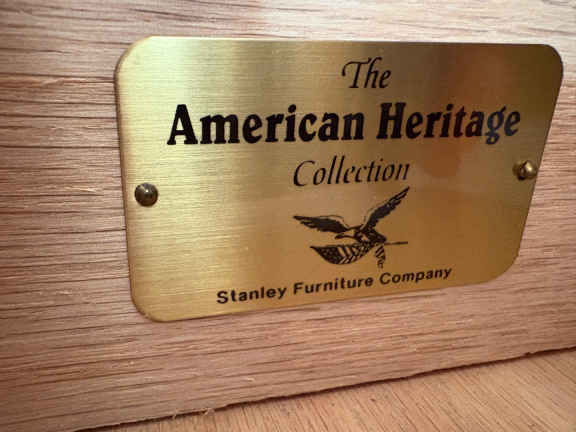 The
American Heritage
Collection
Stanley Furniture Company